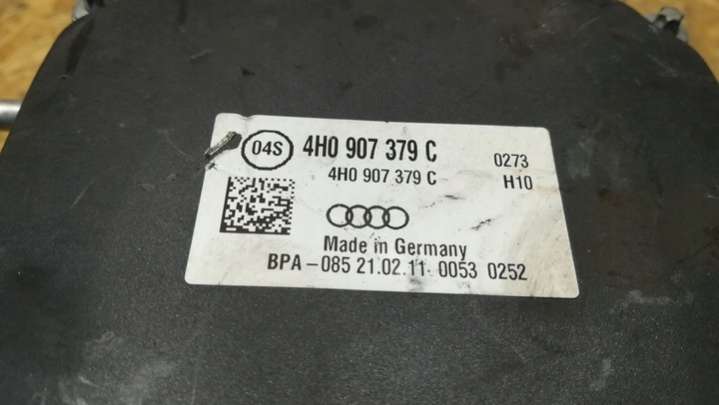 04S 4H0 907 379 C 0273
4H0 907 379 C H10
Made in Germany
BPA-085 21.02.11 0053 0252